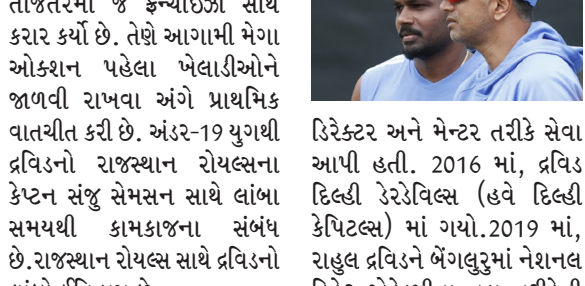 તાજેતરમાં જ ફ્રેન્ચાઇઝી સાથે
કરાર કર્યો છે. તેણે આગામી મેગા
ઓક્શન પહેલા ખેલાડીઓને
જાળવી રાખવા અંગે પ્રાથમિક
વાતચીત કરી છે. અંડર-19 યુગથી
દ્રવિડનો રાજસ્થાન રોયલ્સના
કેપ્ટન સંજુ સેમસન સાથે લાંબા
સમયથી કામકાજના સંબંધ
છે.રાજસ્થાન રોયલ્સ સાથે દ્રવિડનો
ડિરેક્ટર અને મેન્ટર તરીકે સેવા
આપી હતી. 2016 માં, દ્રવિડ
દિલ્હી ડેરડેવિલ્સ (હવે દિલ્હી
કેપિટલ્સ) માં ગયો.2019 માં,
રાહુલ દ્રવિડને બેંગલુરુમાં નેશનલ